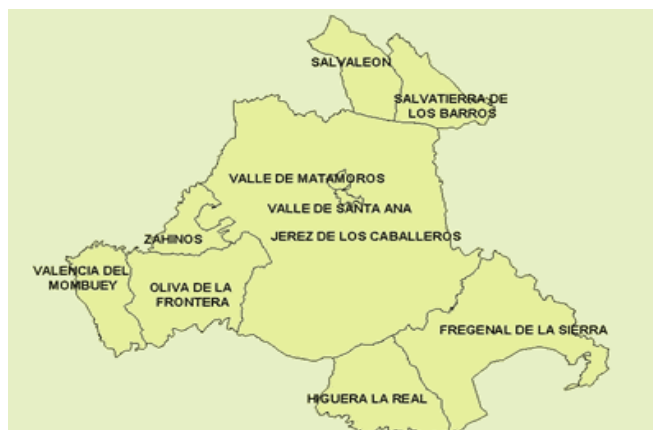 SALVALEON
SALVATIERRA DE
LOS BARROS
VALLE DE MATAMOROS
VALLE DE SANTA ANA
JEREZ DE LOS CABALLEROS
ZAHINOS
VALENCIA DEL
MOMBUEY
OLIVA DE LA
FRONTERA
FREGENAL DE LA SIERRA
HIGUERA LA REAL